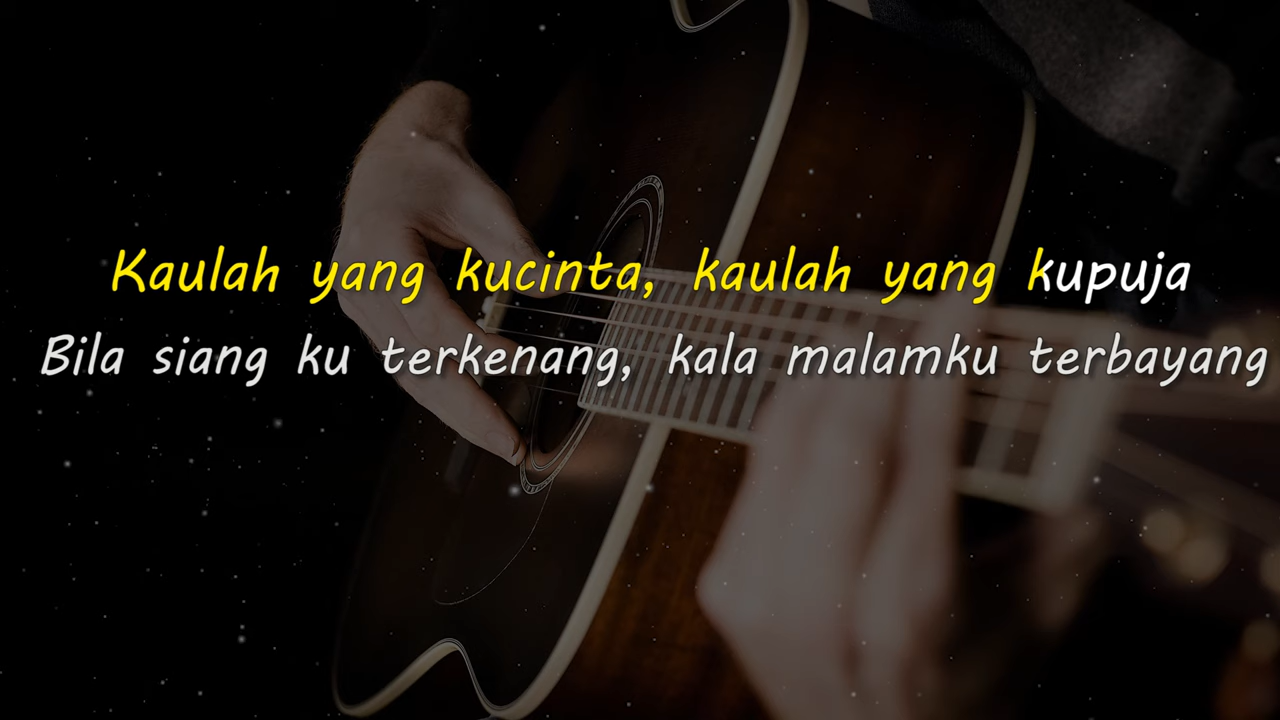 Kaulah yang kucinta, kaulah yang kupuja
Bila siang ku terkenang, kala malamku terbayang